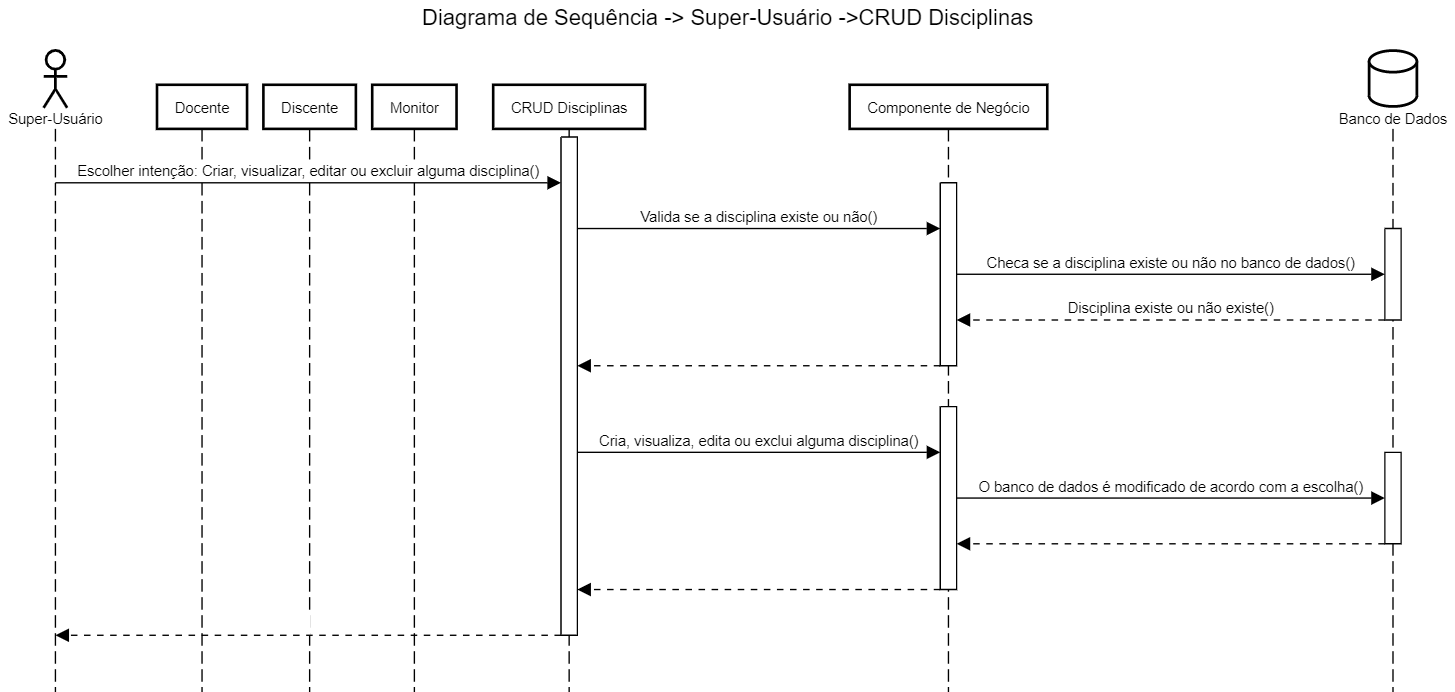 Diagrama de Sequência -> Super-Usuário ->CRUD Disciplinas
Super-Usuário
Docente
Discente
Monitor
CRUD Disciplinas
Componente de Negócio
Banco de Dados
Escolher intenção: Criar, visualizar, editar ou excluir alguma disciplina()
Valida se a disciplina existe ou não()
Checa se a disciplina existe ou não no banco de dados()
Disciplina existe ou não existe()
Cria, visualiza, edita ou exclui alguma disciplina()
O banco de dados é modificado de acordo com a escolha()